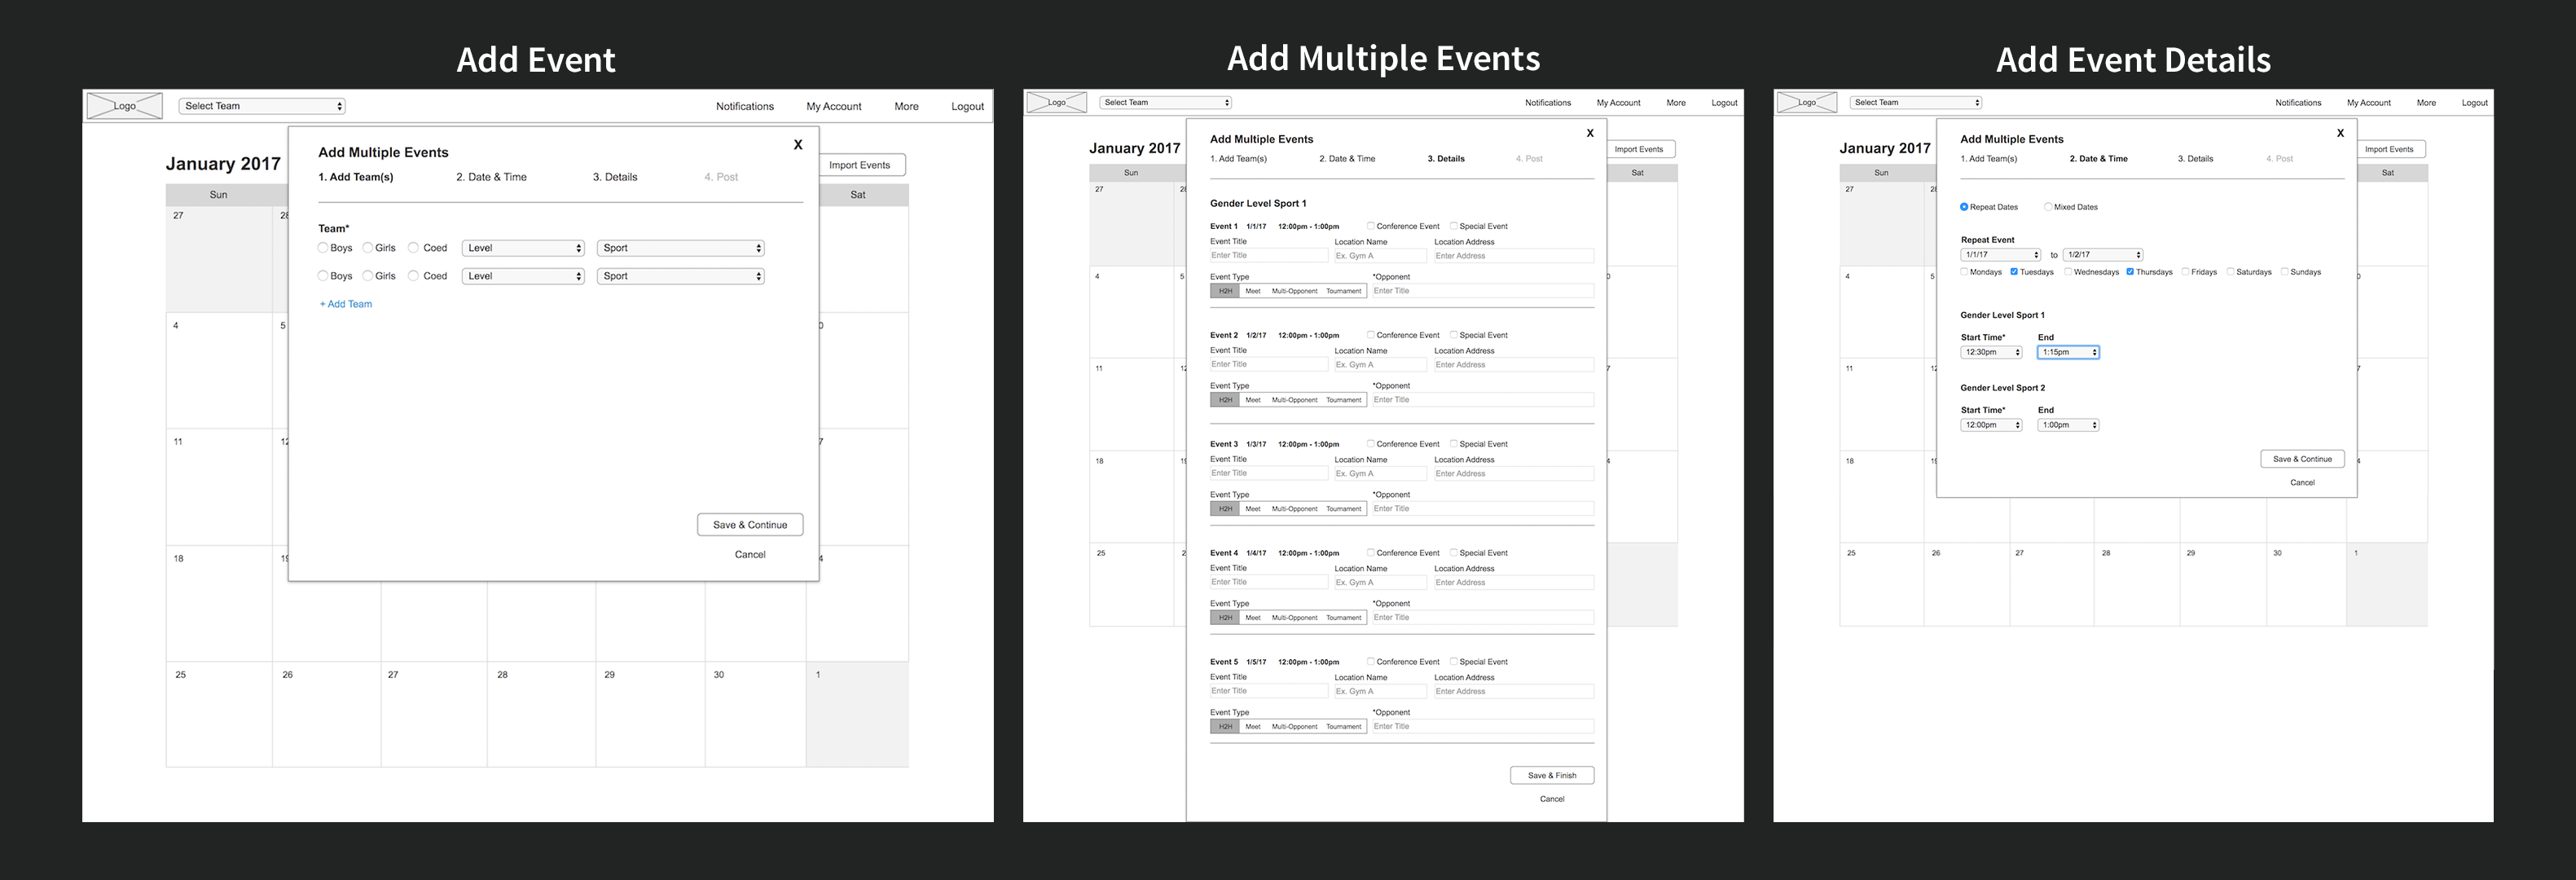 Add Event
Logo
Select Team
Notifications
My Account
More
Logout
January 2017
Import Events
Sun
Sat
Add Multiple Events
X
1. Add Team(s)
2. Date & Time
3. Details
4. Post
Team*
Boys Girls Coed Level Sport
Boys Girls Coed Level Sport
+ Add Team
Save & Continue
Cancel
27
4 5
11
18
25 26 27 28 29 30 1
Add Multiple Events
Logo
Select Team
Notifications
My Account
More
Logout
January 2017
Import Events
Sun
Sat
27
4 5
11
18
25
Add Multiple Events
X
1. Add Team(s)
2. Date & Time
3. Details
4. Post
Gender Level Sport 1
Event 1 1/1/17 12:00pm - 1:00pm Conference Event Special Event
Event Title Location Name Location Address
Enter Title Ex. Gym A Enter Address
Event Type *Opponent
H2H Meet Multi-Opponent Tournament Enter Title
Event 2 1/2/17 12:00pm - 1:00pm Conference Event Special Event
Event Title Location Name Location Address
Enter Title Ex. Gym A Enter Address
Event Type *Opponent
H2H Meet Multi-Opponent Tournament Enter Title
Event 3 1/3/17 12:00pm - 1:00pm Conference Event Special Event
Event Title Location Name Location Address
Enter Title Ex. Gym A Enter Address
Event Type *Opponent
H2H Meet Multi-Opponent Tournament Enter Title
Event 4 1/4/17 12:00pm - 1:00pm Conference Event Special Event
Event Title Location Name Location Address
Enter Title Ex. Gym A Enter Address
Event Type *Opponent
H2H Meet Multi-Opponent Tournament Enter Title
Event 5 1/5/17 12:00pm - 1:00pm Conference Event Special Event
Event Title Location Name Location Address
Enter Title Ex. Gym A Enter Address
Event Type *Opponent
H2H Meet Multi-Opponent Tournament Enter Title
Save & Finish
Cancel
Add Event Details
Logo
Select Team
Notifications
My Account
More
Logout
January 2017
Import Events
Sun
Sat
27
4 5
11
18
25 26 27 28 29 30 1
Add Multiple Events
X
1. Add Team(s)
2. Date & Time
3. Details
4. Post
Repeat Dates Mixed Dates
Repeat Event
1/1/17 to 1/2/17
Mondays Tuesdays Wednesdays Thursdays Fridays Saturdays Sundays
Gender Level Sport 1
Start Time* End
12:30pm 1:15pm
Gender Level Sport 2
Start Time* End
12:00pm 1:00pm
Save & Continue
Cancel